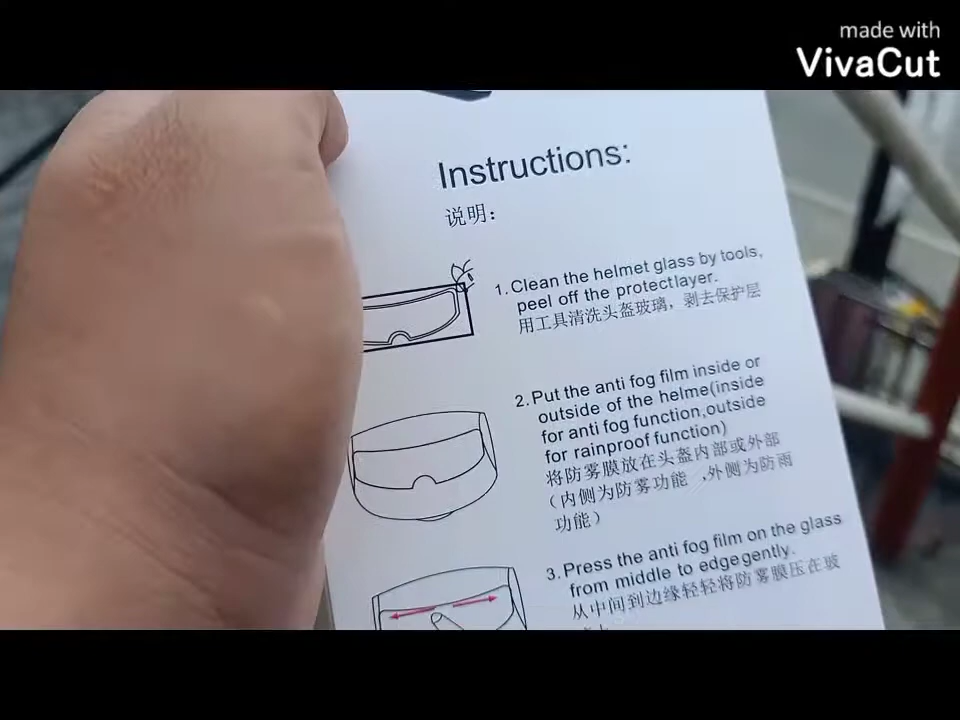 made with
VivaCut
Instructions:
说明：
1. Clean the helmet glass by tools,
peel off the protectlayer.
用工具清洗头盔玻璃，剥去保护层
2. Put the anti fog film inside or
outside of the helme(inside
for anti fog function,outside
for rainproof function)
将防雾膜放在头盔内部或外部
（内侧为防雾功能 ,外侧为防雨
功能）
3. Press the anti fog film on the glass
from middle to edge gently.
从中间到边缘轻轻将防雾膜压在玻